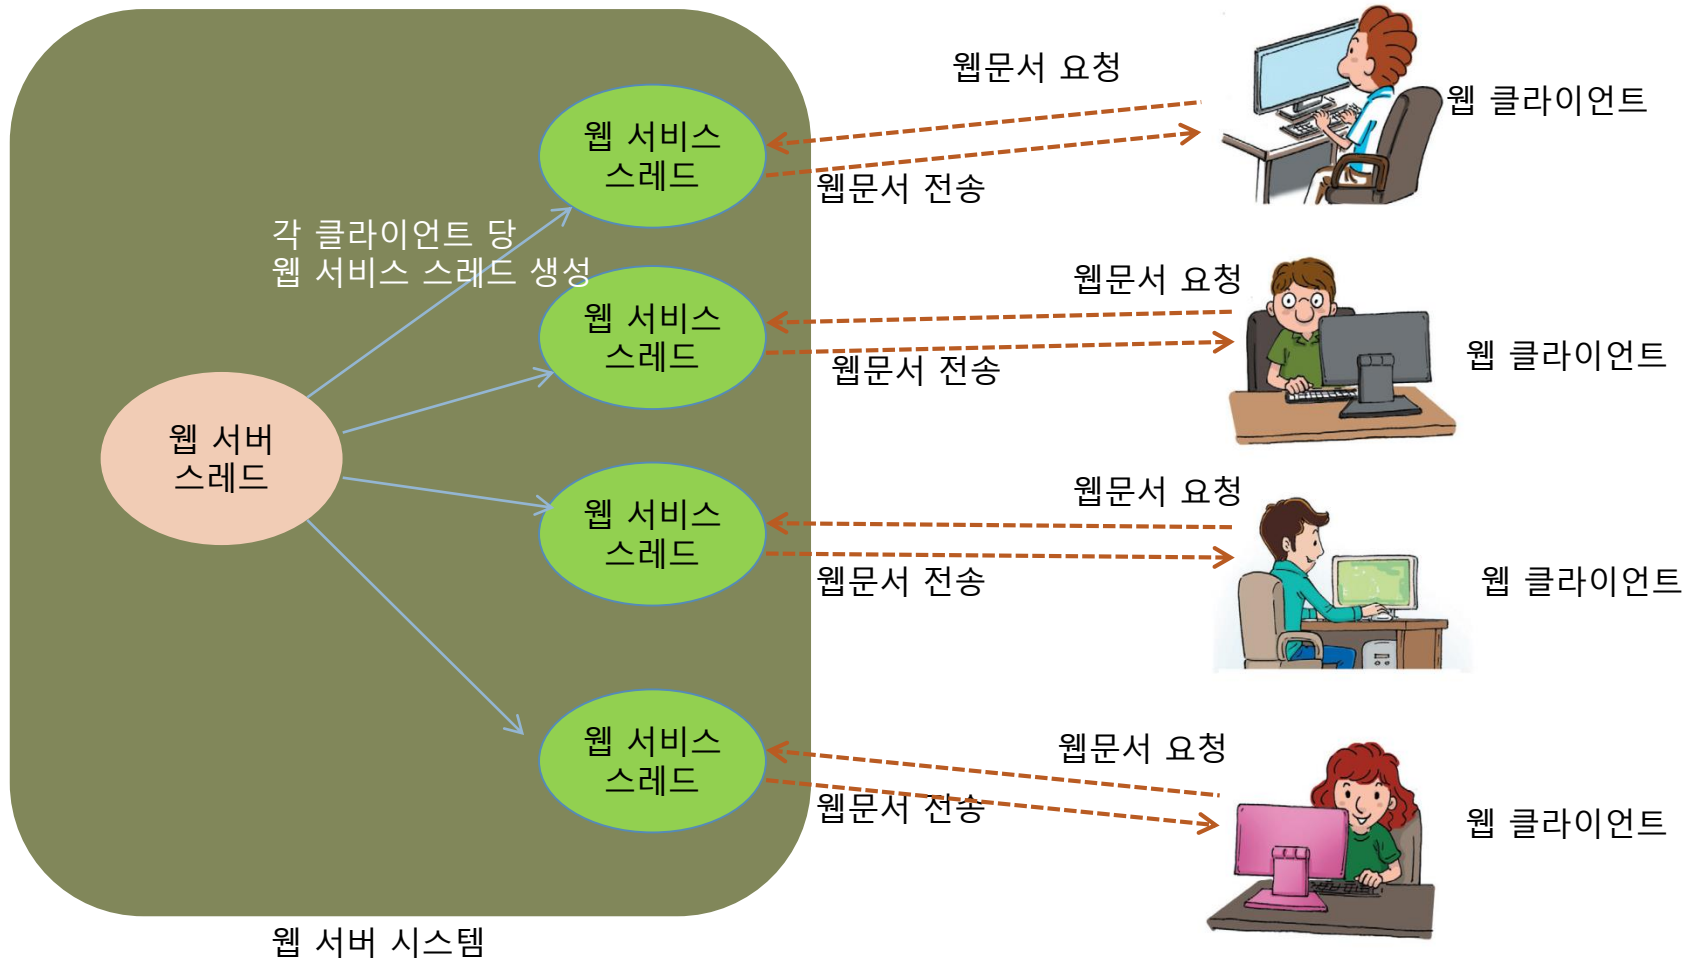 웹문서 요청
웹 클라이언트
웹 서비스
스레드
웹문서 전송
각 클라이언트 당
웹 서비스 스레드 생성
웹문서 요청
웹 서비스
스레드
웹 클라이언트
웹문서 전송
웹 서버
스레드
웹문서 요청
웹 서비스
스레드
웹문서 전송
웹 클라이언트
웹문서 요청
웹 서비스
스레드
웹문서 전송
웹 클라이언트
웹 서버 시스템